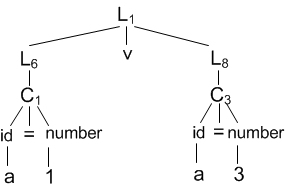 L₁
L₆ v L₈
C₁ C₃
id = number id = number
a 1 a 3